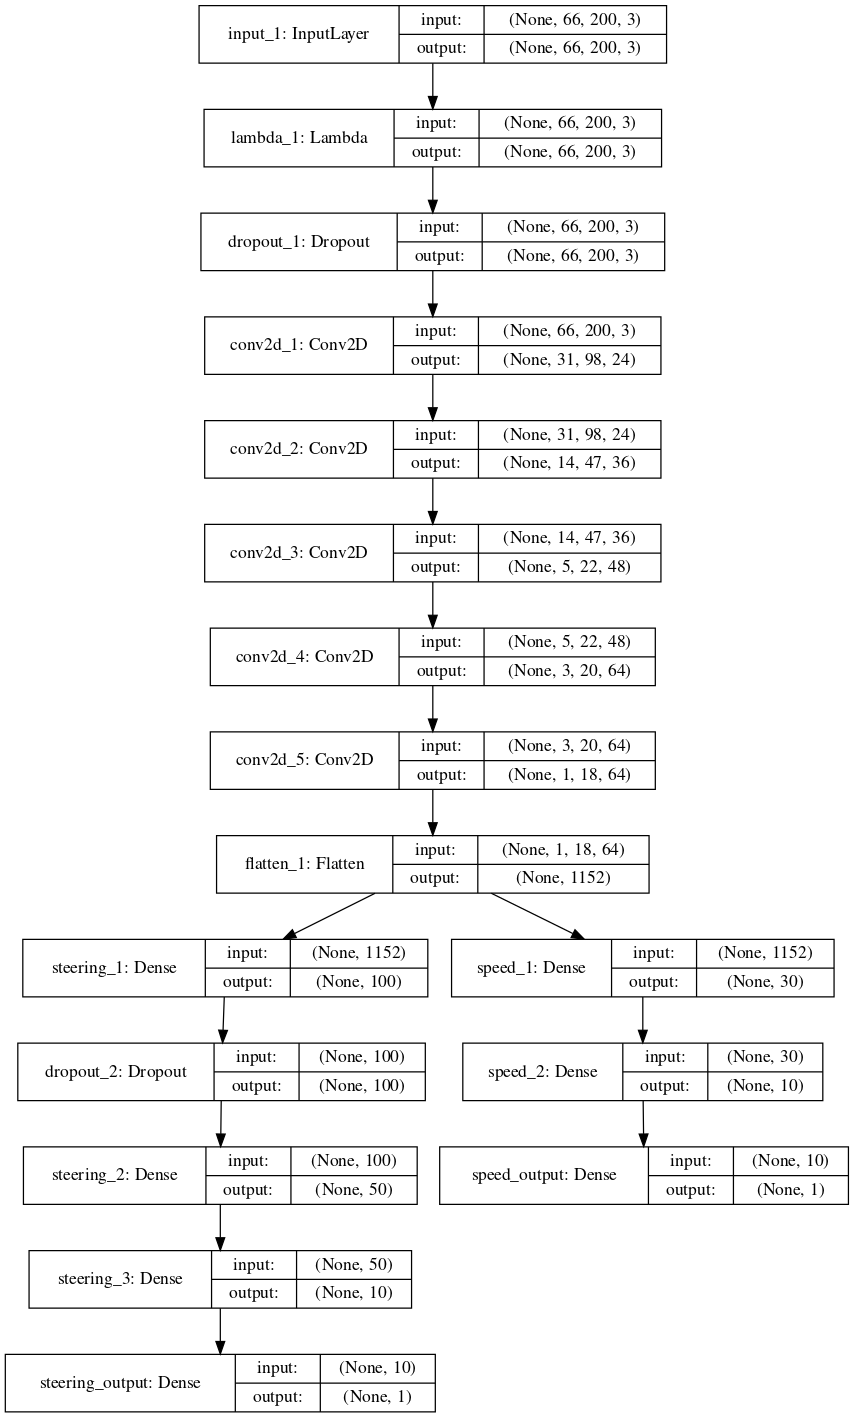 input_1: InputLayer
input: (None, 66, 200, 3)
output: (None, 66, 200, 3)
lambda_1: Lambda
input: (None, 66, 200, 3)
output: (None, 66, 200, 3)
dropout_1: Dropout
input: (None, 66, 200, 3)
output: (None, 66, 200, 3)
conv2d_1: Conv2D
input: (None, 66, 200, 3)
output: (None, 31, 98, 24)
conv2d_2: Conv2D
input: (None, 31, 98, 24)
output: (None, 14, 47, 36)
conv2d_3: Conv2D
input: (None, 14, 47, 36)
output: (None, 5, 22, 48)
conv2d_4: Conv2D
input: (None, 5, 22, 48)
output: (None, 3, 20, 64)
conv2d_5: Conv2D
input: (None, 3, 20, 64)
output: (None, 1, 18, 64)
flatten_1: Flatten
input: (None, 1, 18, 64)
output: (None, 1152)
steering_1: Dense
input: (None, 1152)
output: (None, 100)
speed_1: Dense
input: (None, 1152)
output: (None, 30)
dropout_2: Dropout
input: (None, 100)
output: (None, 100)
speed_2: Dense
input: (None, 30)
output: (None, 10)
steering_2: Dense
input: (None, 100)
output: (None, 50)
speed_output: Dense
input: (None, 10)
output: (None, 1)
steering_3: Dense
input: (None, 50)
output: (None, 10)
steering_output: Dense
input: (None, 10)
output: (None, 1)